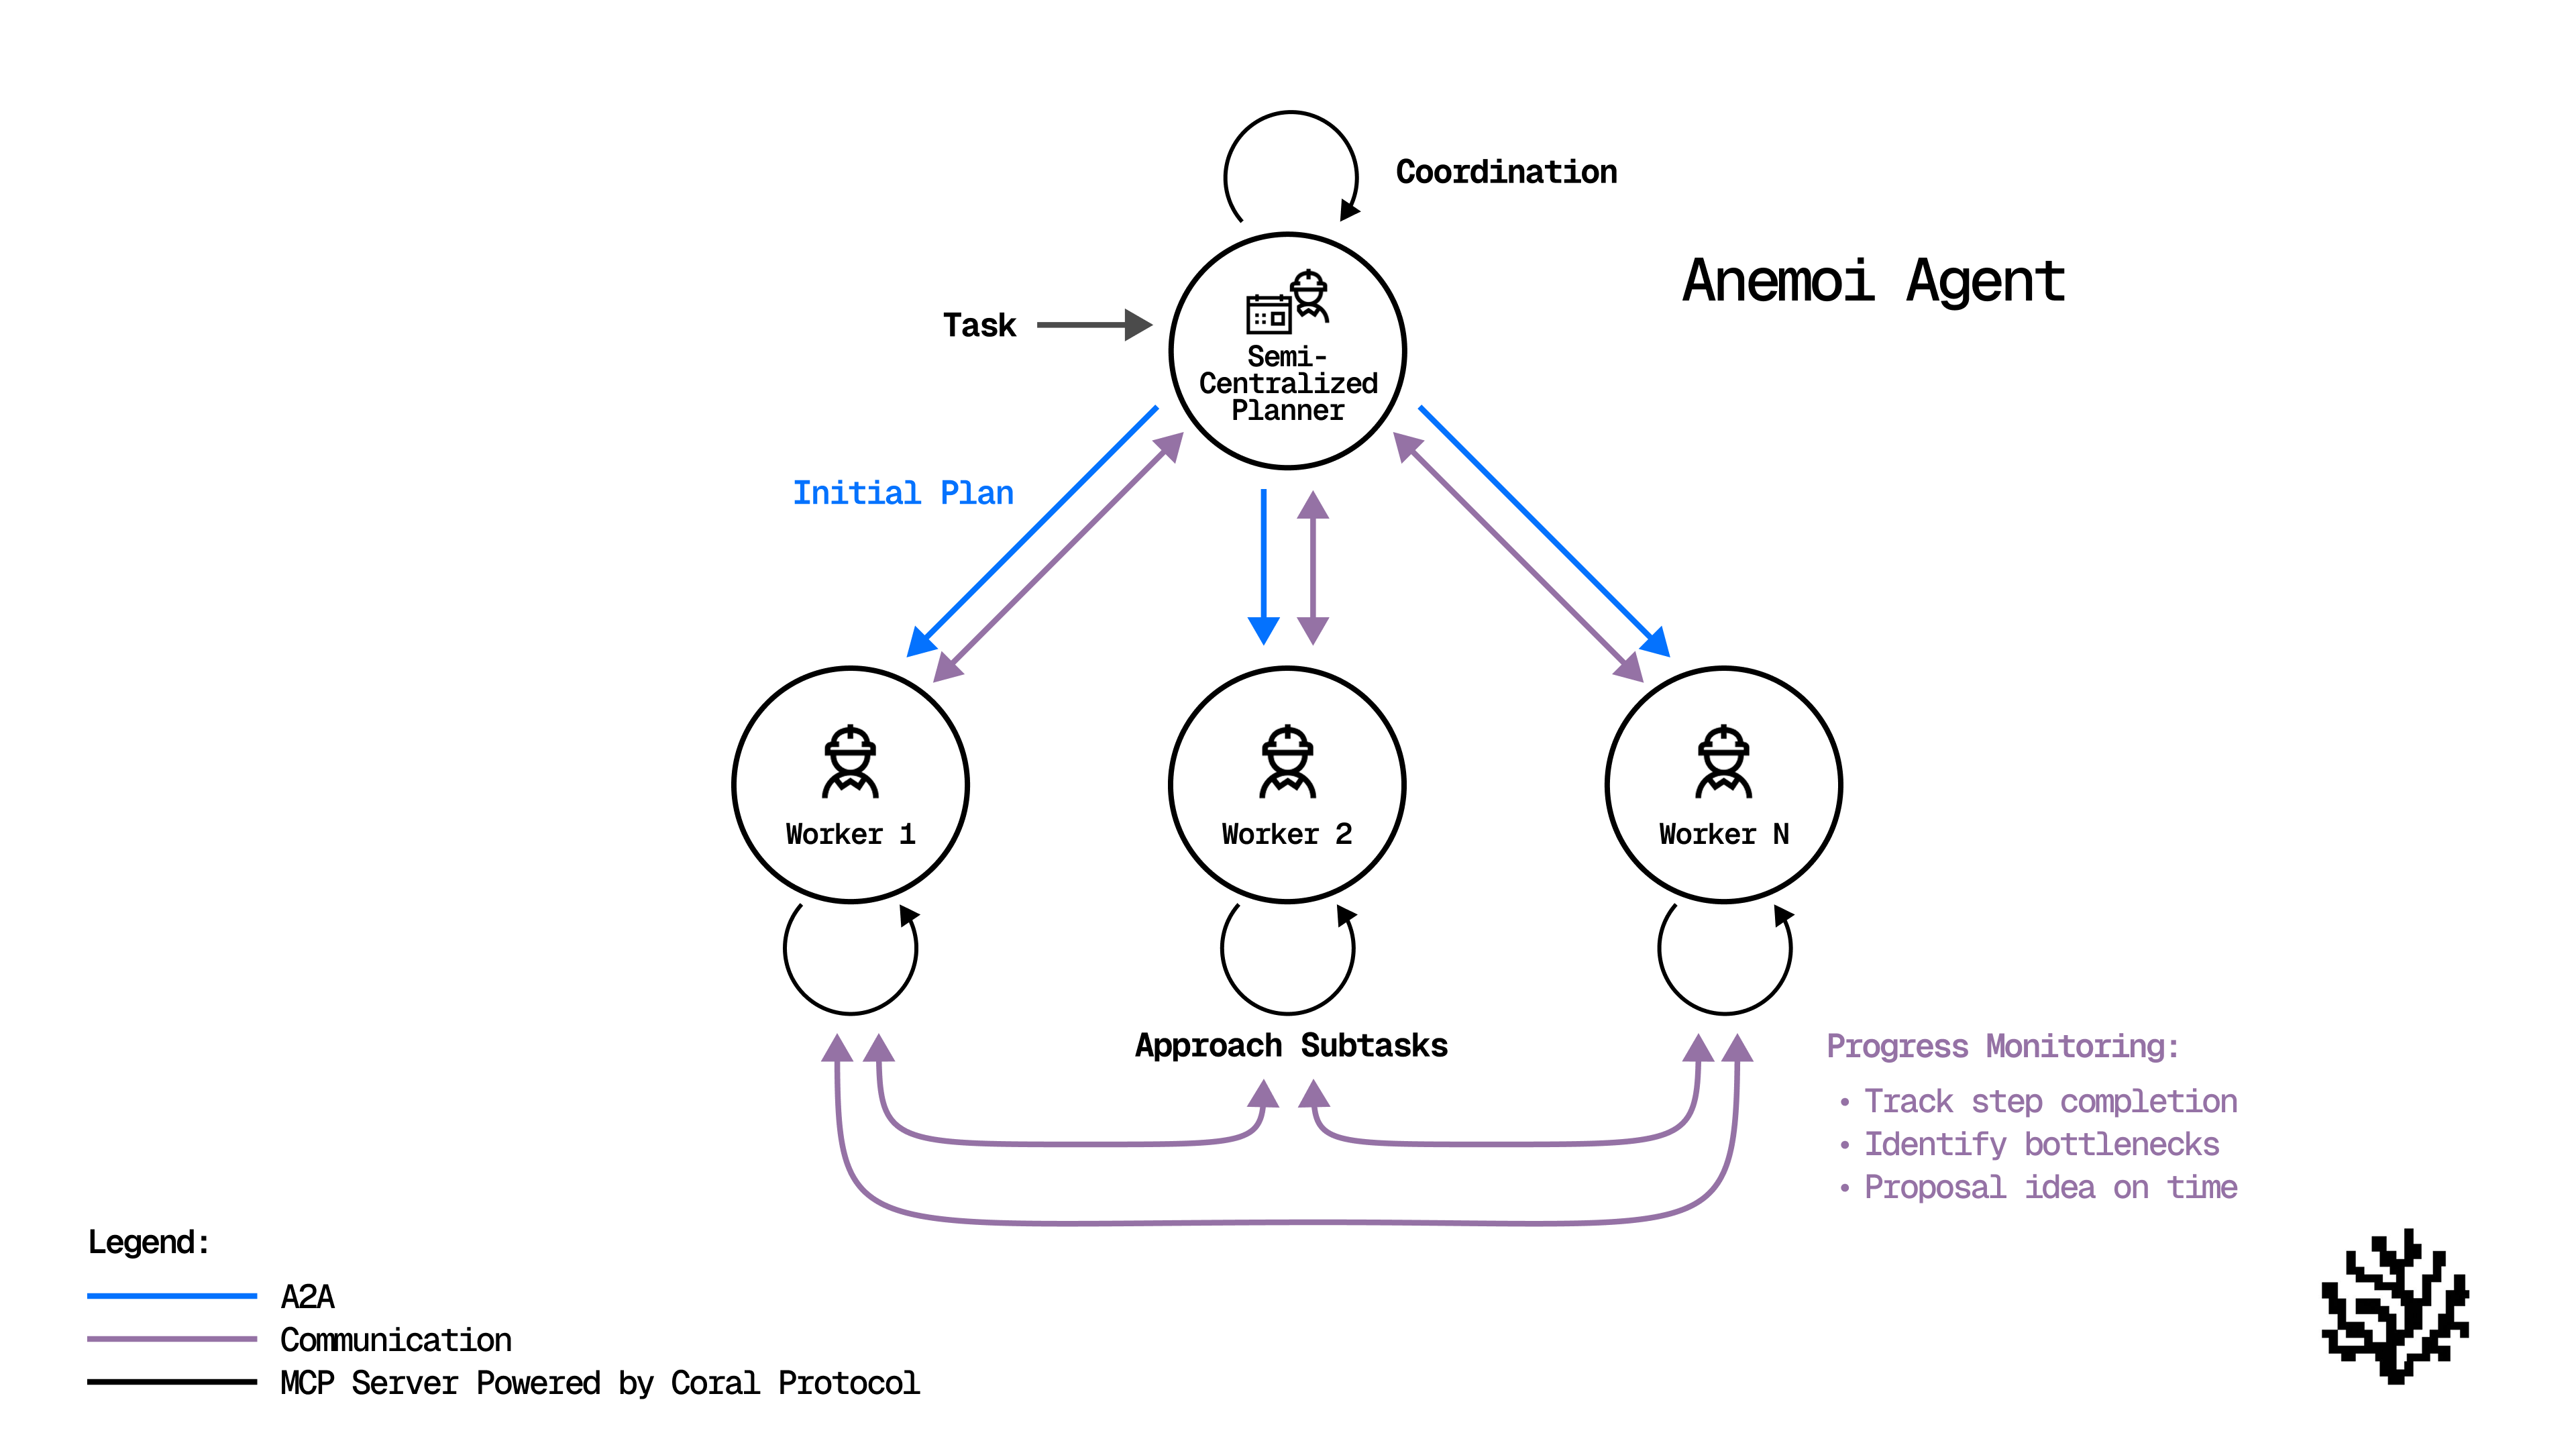 Coordination
Anemoi Agent
Task
Semi-
Centralized
Planner
Initial Plan
Worker 1
Worker 2
Worker N
Approach Subtasks
Progress Monitoring:
• Track step completion
• Identify bottlenecks
• Proposal idea on time
Legend:
A2A
Communication
MCP Server Powered by Coral Protocol